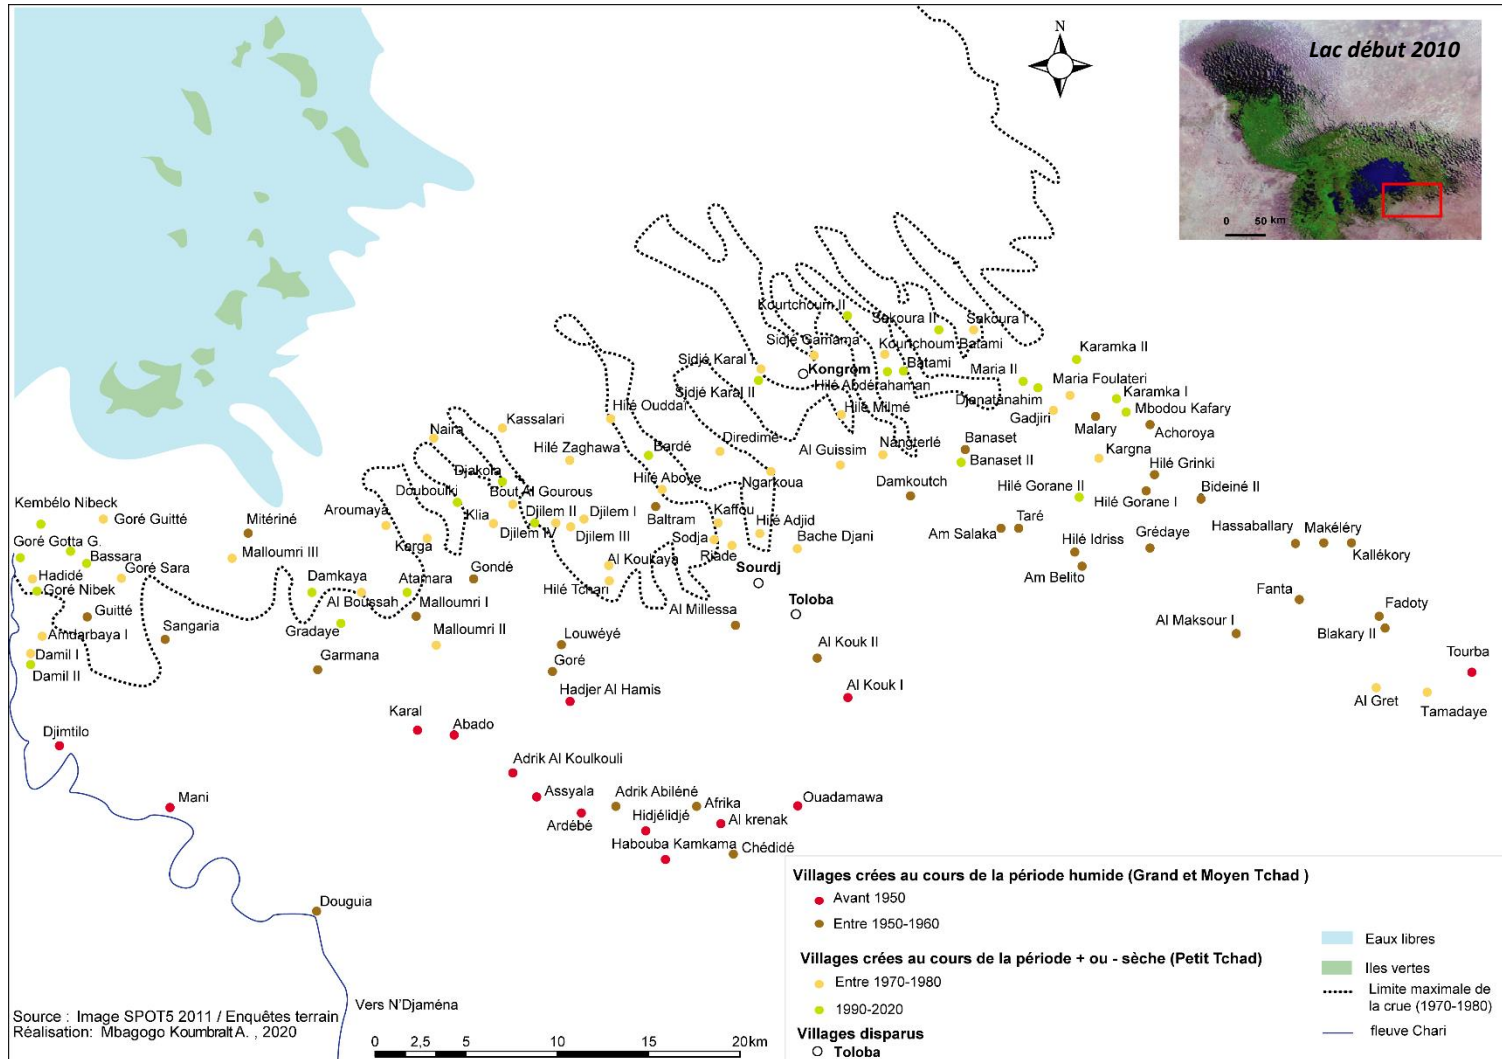 N
Lac début 2010
0 50 km
Kourtchoum II
Sakoura II
Sakoura I
Sidjé Garnama
Kourtchoum Batami
Karamka II
Sidjé Karal I
Kongrom
Batami
Maria II
Maria Foulateri
Sidjé Karal II
Hilé Abdérahaman
Djanatanahim
Karamka I
Hilé Ouddaï
Hilé Milmé
Gadjiri
Mbodou Kafary
Kassalari
Malary
Achoroya
Naira
Diredimé
Nangterlé
Banaset
Hilé Zaghawa
Bardé
Al Guissim
Kargna
Banaset II
Hilé Grinki
Djakola
Hilé Aboye
Ngarkoua
Damkoutch
Hilé Gorane II
Bideiné II
Doubouiki
Bout Al Gourous
Hilé Gorane I
Kembélo Nibeck
Goré Guitté
Mitériné
Aroumaya
Klia
Djilem II
Djilem I
Baltram
Kaffou
Hilé Adjid
Am Salaka
Taré
Grédaye
Hassaballary
Makéléry
Djilem IV
Djilem III
Sodja
Riade
Bache Djani
Hilé Idriss
Kallékory
Goré Gotta G.
Bassara
Malloumri III
Karga
Al Koukaya
Sourdj
Am Belito
Hadidé
Goré Sara
Damkaya
Atamara
Gondé
Hilé Tchari
Goré Nibek
Al Boussah
Malloumri I
Al Millessa
Toloba
Fanta
Fadoty
Guitté
Sangaria
Gradaye
Malloumri II
Louwéyé
Al Kouk II
Al Maksour I
Blakary II
Amdarbaya I
Damil I
Garmana
Goré
Tourba
Damil II
Hadjer Al Hamis
Al Kouk I
Al Gret
Tamadaye
Djimtilo
Karal
Abado
Adrik Al Koulkouli
Mani
Assyala
Adrik Abiléné
Afrika
Ouadamawa
Ardébé
Hidjélidjé
Al krenak
Habouba Kamkama
Chédidé
Douguia
Vers N'Djaména
Villages crées au cours de la période humide (Grand et Moyen Tchad )
Avant 1950
Entre 1950-1960
Villages crées au cours de la période + ou - sèche (Petit Tchad)
Entre 1970-1980
1990-2020
Villages disparus
Toloba
Eaux libres
Iles vertes
Limite maximale de
la crue (1970-1980)
fleuve Chari
Source : Image SPOT5 2011 / Enquêtes terrain
Réalisation: Mbagogo Koumbraït A. , 2020
0 2,5 5 10 15 20 km